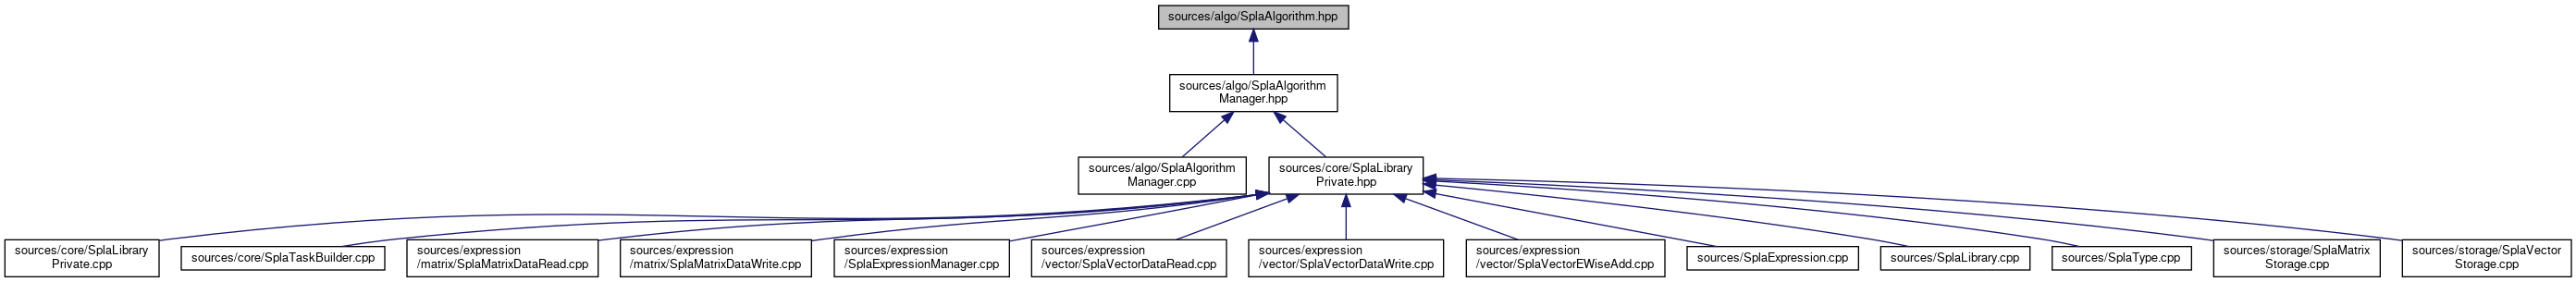 sources/algo/SplaAlgorithm.hpp
sources/algo/SplaAlgorithm
Manager.hpp
sources/algo/SplaAlgorithm
Manager.cpp
sources/core/SplaLibrary
Private.hpp
sources/core/SplaLibrary
Private.cpp
sources/core/SplaTaskBuilder.cpp
sources/expression
/matrix/SplaMatrixDataRead.cpp
sources/expression
/matrix/SplaMatrixDataWrite.cpp
sources/expression
/SplaExpressionManager.cpp
sources/expression
/vector/SplaVectorDataRead.cpp
sources/expression
/vector/SplaVectorDataWrite.cpp
sources/expression
/vector/SplaVectorEWiseAdd.cpp
sources/SplaExpression.cpp
sources/SplaLibrary.cpp
sources/SplaType.cpp
sources/storage/SplaMatrix
Storage.cpp
sources/storage/SplaVector
Storage.cpp